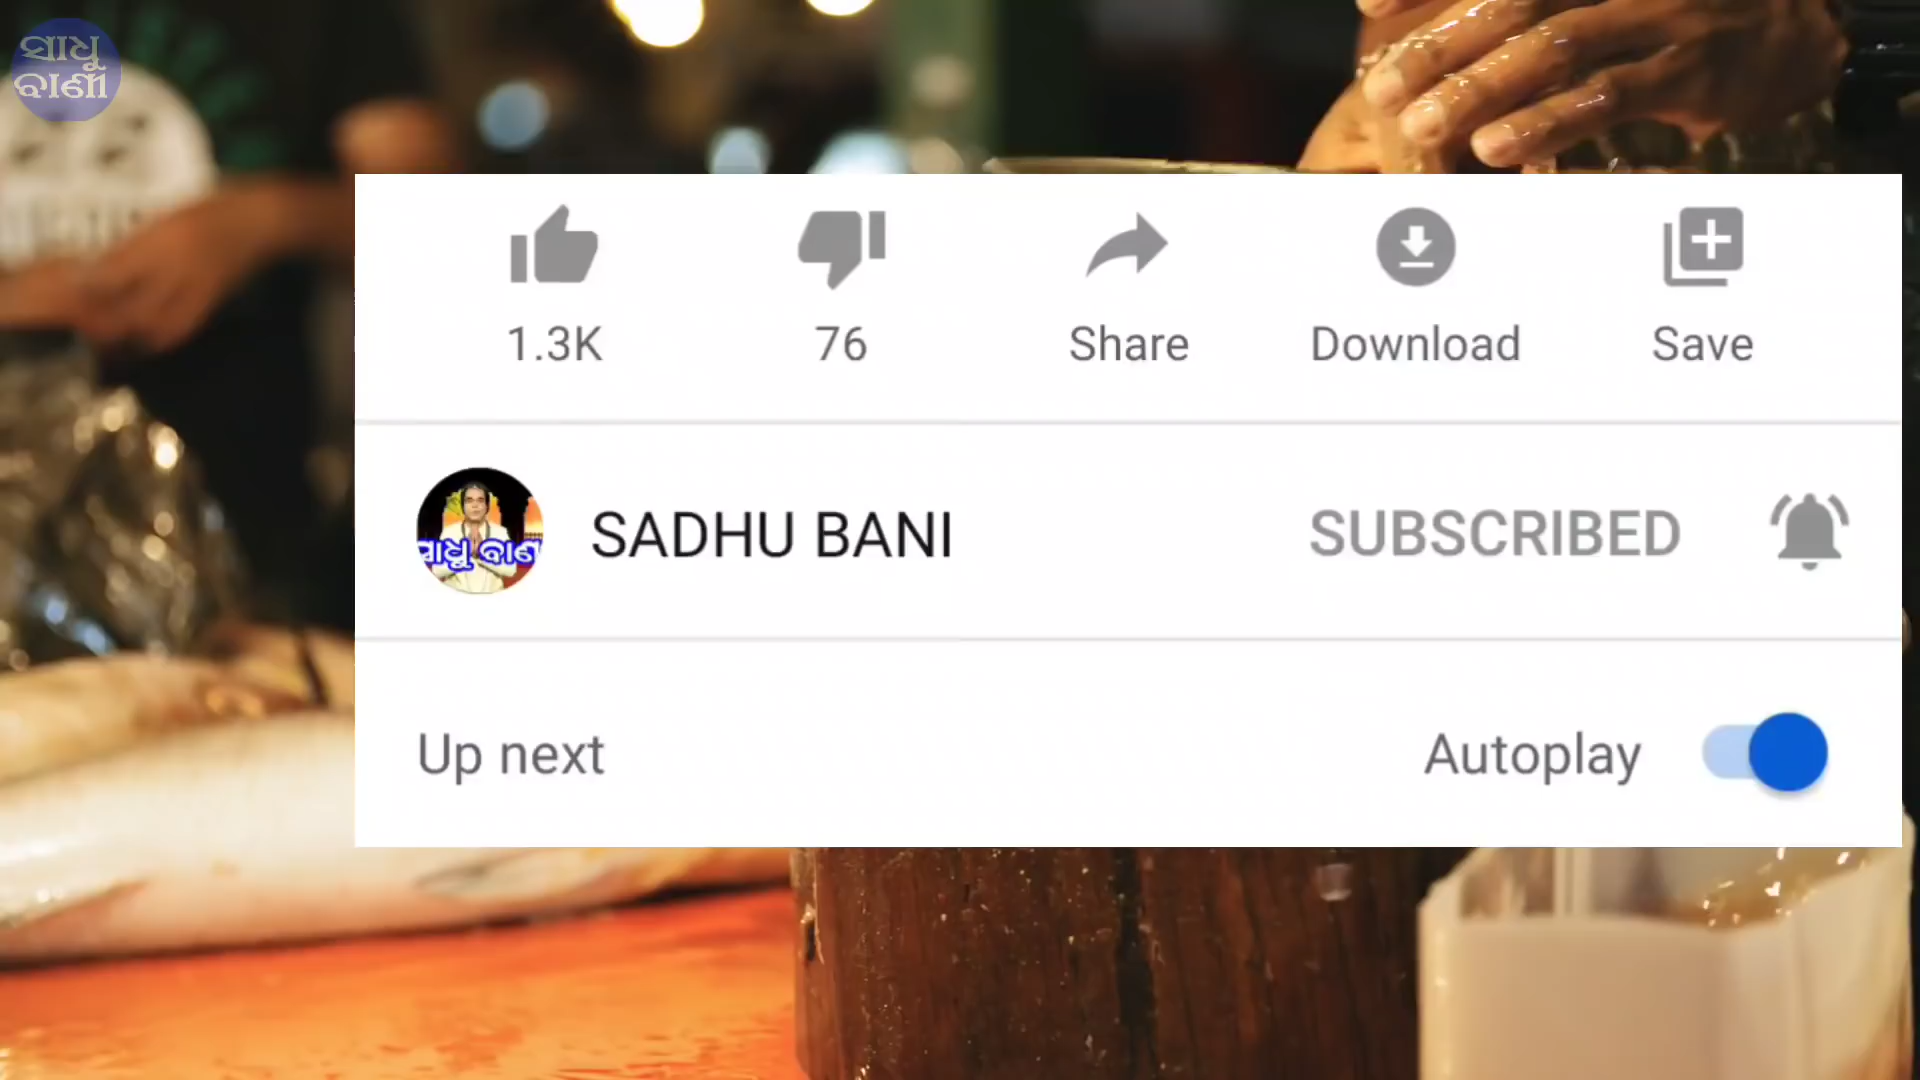 ସାଧୁ
ବାଣୀ
1.3K
76
Share
Download
Save
ସାଧୁ ବାଣୀ
SADHU BANI
SUBSCRIBED
Up next
Autoplay